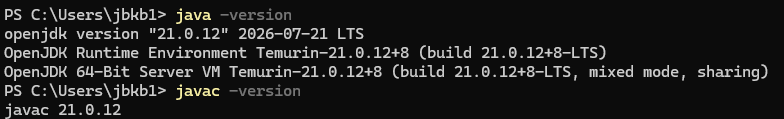 PS C:\Users\jbkb1> java -version
openjdk version "21.0.12" 2026-07-21 LTS
OpenJDK Runtime Environment Temurin-21.0.12+8 (build 21.0.12+8-LTS)
OpenJDK 64-Bit Server VM Temurin-21.0.12+8 (build 21.0.12+8-LTS, mixed mode, sharing)
PS C:\Users\jbkb1> javac -version
javac 21.0.12